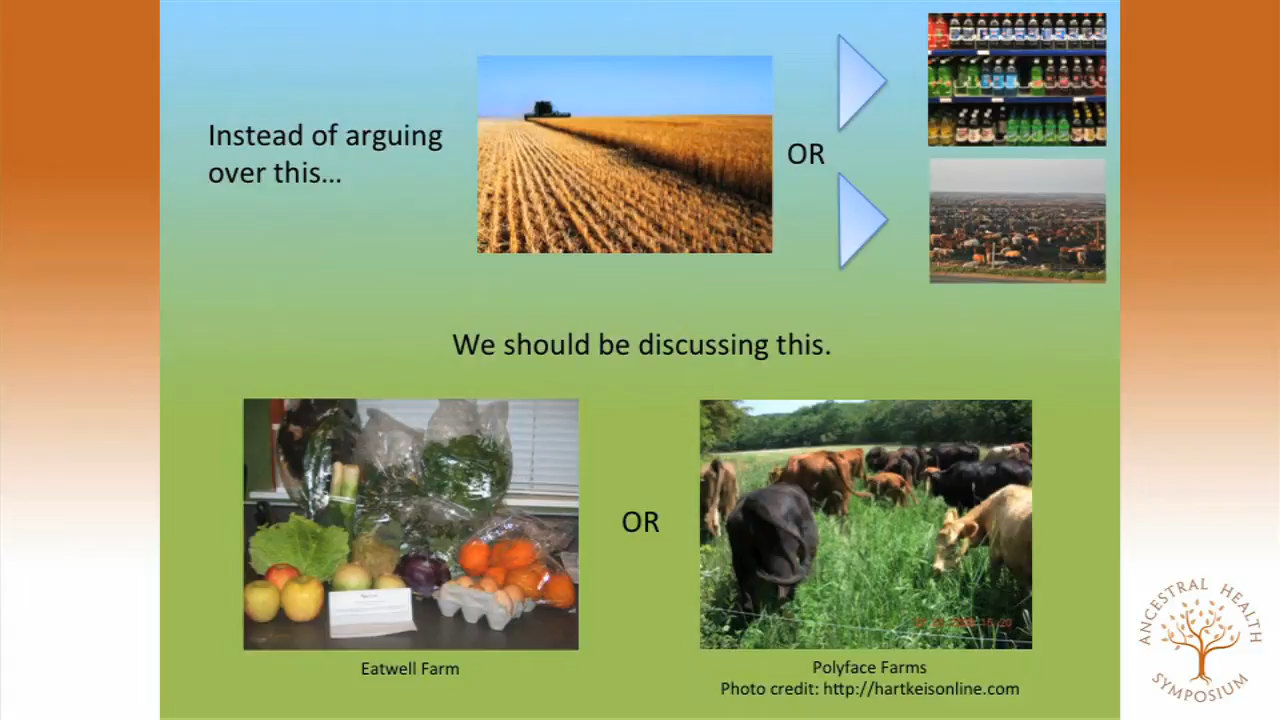 Instead of arguing
over this...
OR
We should be discussing this.
OR
Eatwell Farm
Polyface Farms
Photo credit: http://hartkeisonline.com
ANCESTRAL HEALTH
SYMPOSIUM